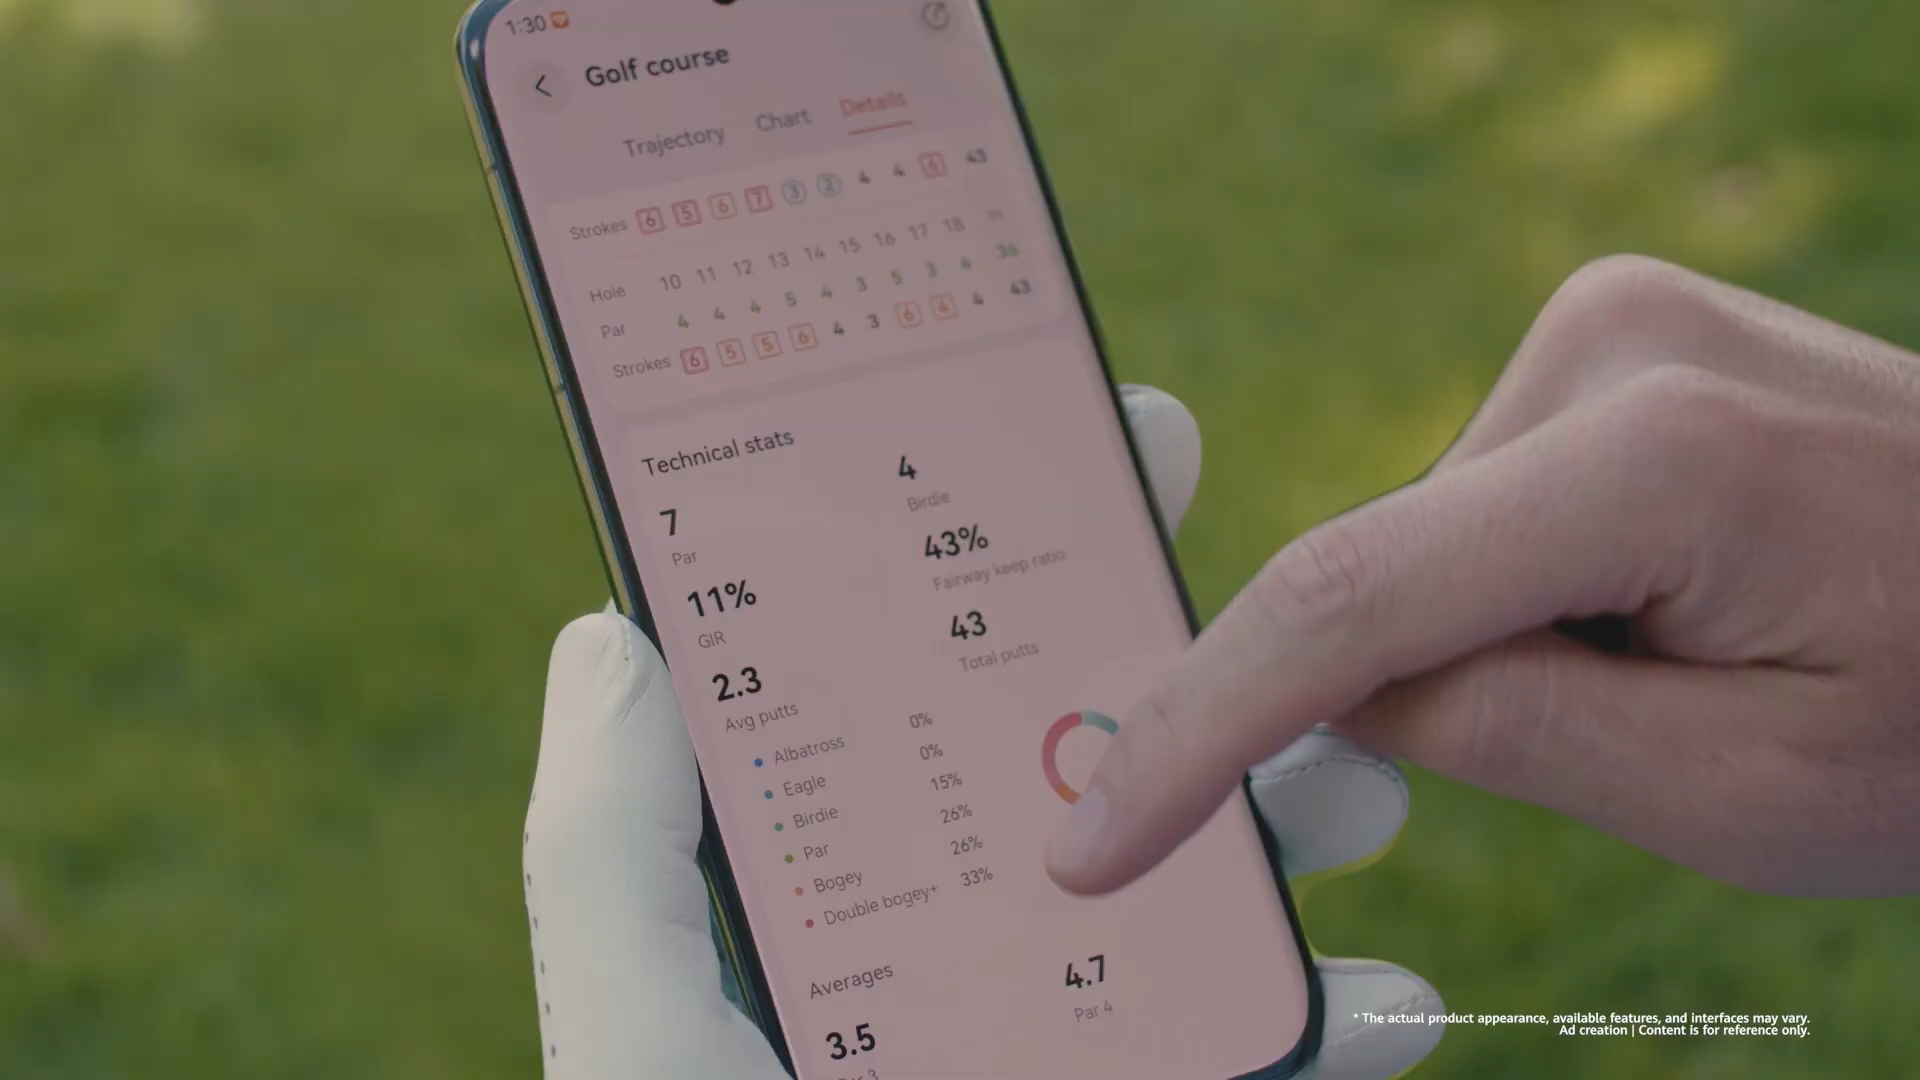 1:30
Golf course
Trajectory Chart Details
Strokes 6 5 6 7 3 2 4 4 6 43
Hole 10 11 12 13 14 15 16 17 18
Par 4 4 4 5 4 3 5 3 4 36
Strokes 6 5 5 6 4 3 6 4 4 43
Technical stats
7 4
Par Birdie
11% 43%
GIR Fairway keep ratio
2.3 43
Avg putts Total putts
Albatross 0%
Eagle 0%
Birdie 15%
Par 26%
Bogey 26%
Double bogey+ 33%
Averages
3.5 4.7
Par 3 Par 4
* The actual product appearance, available features, and interfaces may vary.
Ad creation | Content is for reference only.